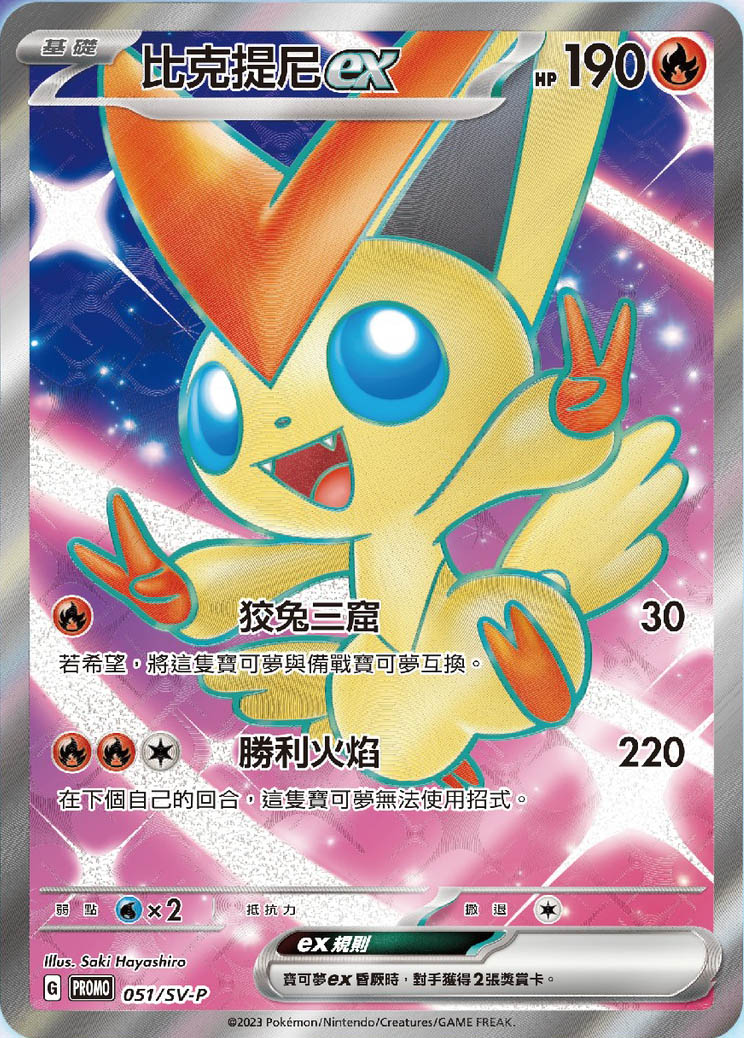 基礎 比克提尼ex HP 190
狡兔三窟 30
若希望，將這隻寶可夢與備戰寶可夢互換。
勝利火焰 220
在下個自己的回合，這隻寶可夢無法使用招式。
弱點 ×2 抵抗力 撤退
Illus. Saki Hayashiro
ex規則
寶可夢ex昏厥時，對手獲得2張獎賞卡。
G PROMO 051/SV-P
©2023 Pokémon/Nintendo/Creatures/GAME FREAK.